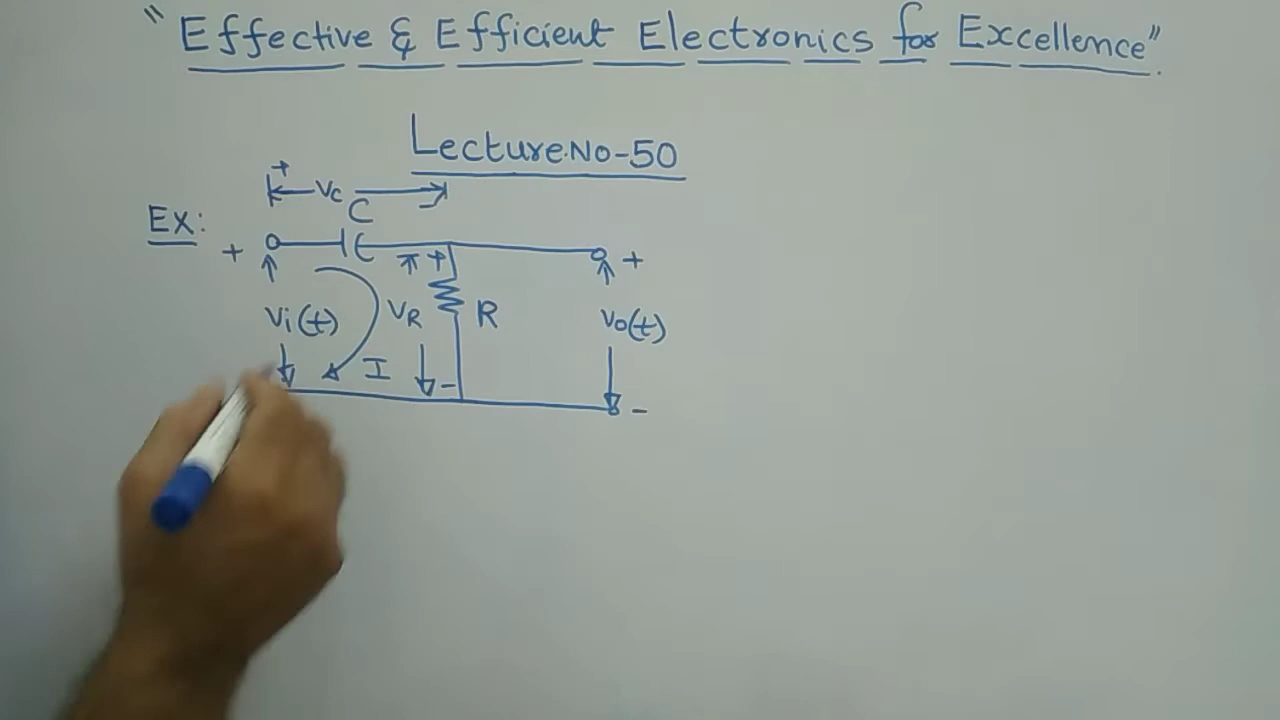 "Effective & Efficient Electronics for Excellence".
Lecture.No-50
+ Vc
Ex: C
+ + +
Vi(t) VR R Vo(t)
I - -